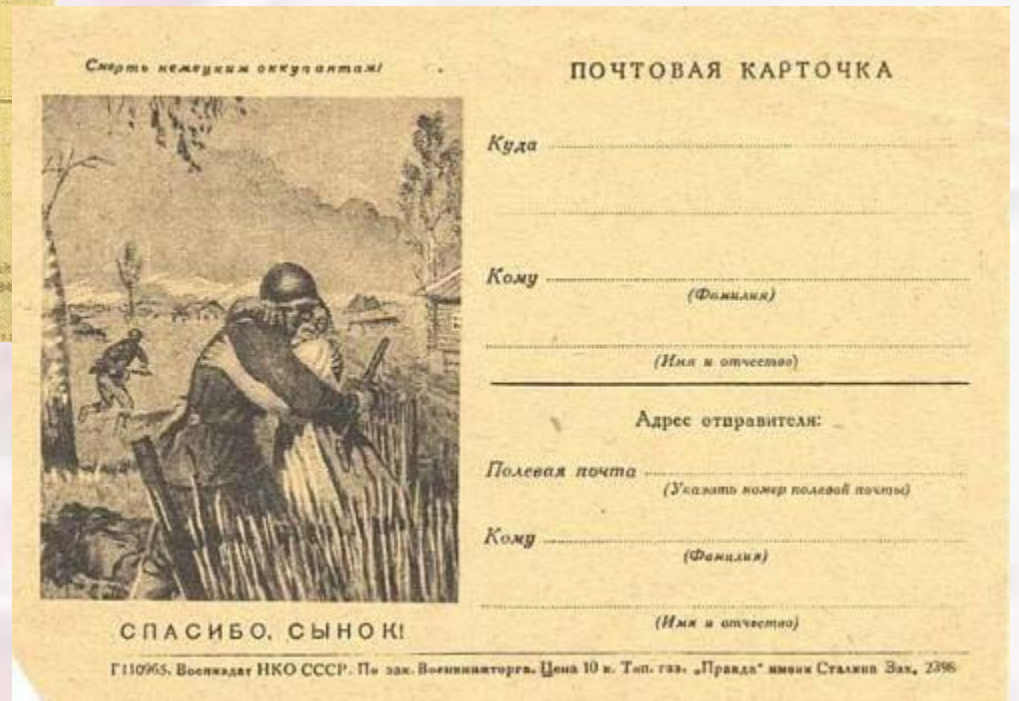 Смерть немецким оккупантам!
СПАСИБО, СЫНОК!
ПОЧТОВАЯ КАРТОЧКА
Куда
Кому
(Фамилия)
(Имя и отчество)
Адрес отправителя:
Полевая почта
(Указать номер полевой почты)
Кому
(Фамилия)
(Имя и отчество)
Г110965. Воениздат НКО СССР. По зак. Военкниготорга. Цена 10 к. Тип. газ. „Правда“ имени Сталина Зак. 2398